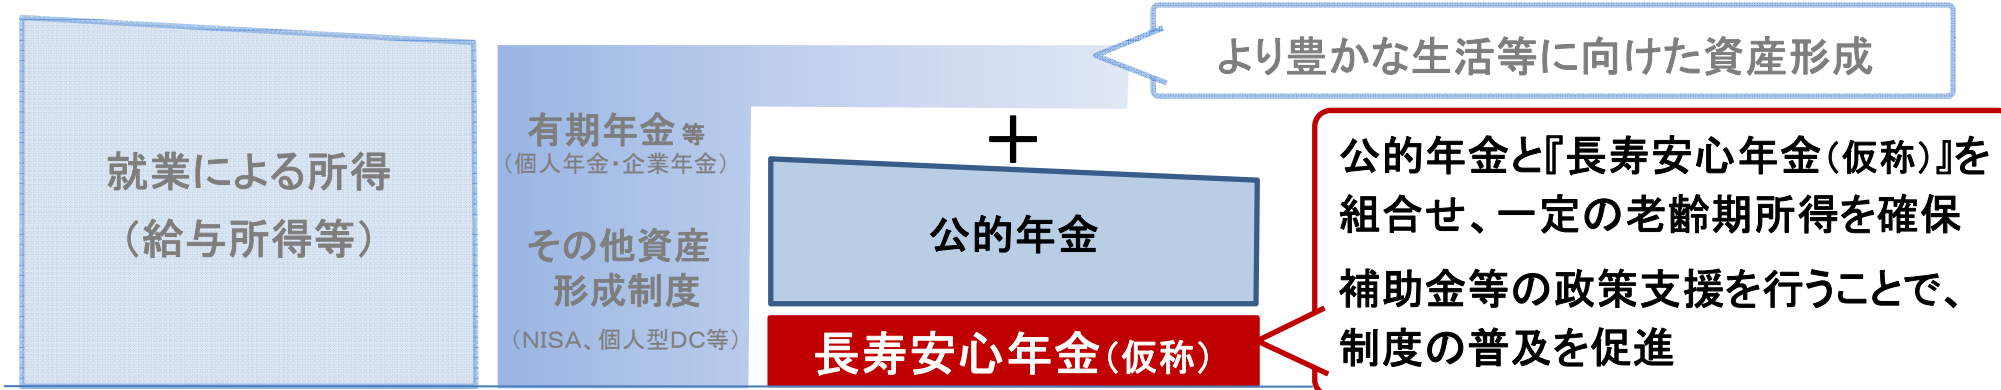 就業による所得
（給与所得等）
有期年金等
（個人年金・企業年金）
その他資産
形成制度
（NISA、個人型DC等）
より豊かな生活等に向けた資産形成
＋
公的年金
長寿安心年金（仮称）
公的年金と『長寿安心年金（仮称）』を
組合せ、一定の老齢期所得を確保
補助金等の政策支援を行うことで、
制度の普及を促進